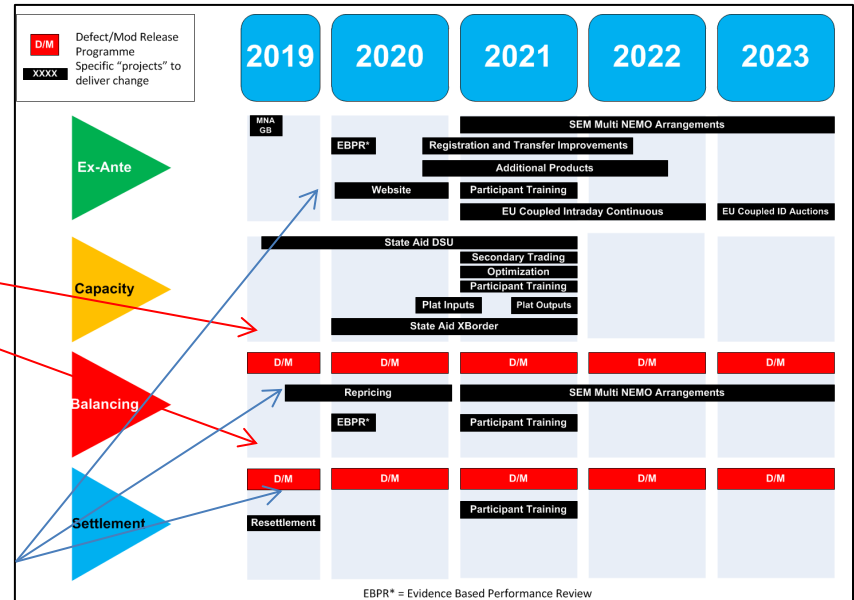 D/M
Defect/Mod Release
Programme
XXXX
Specific “projects” to
deliver change
2019
2020
2021
2022
2023
Ex-Ante
MNA
GB
SEM Multi NEMO Arrangements
EBPR*
Registration and Transfer Improvements
Additional Products
Website
Participant Training
EU Coupled Intraday Continuous
EU Coupled ID Auctions
Capacity
State Aid DSU
Secondary Trading
Optimization
Participant Training
Plat Inputs
Plat Outputs
State Aid XBorder
Balancing
D/M
D/M
D/M
D/M
D/M
Repricing
SEM Multi NEMO Arrangements
EBPR*
Participant Training
Settlement
D/M
D/M
D/M
D/M
D/M
Participant Training
Resettlement
EBPR* = Evidence Based Performance Review